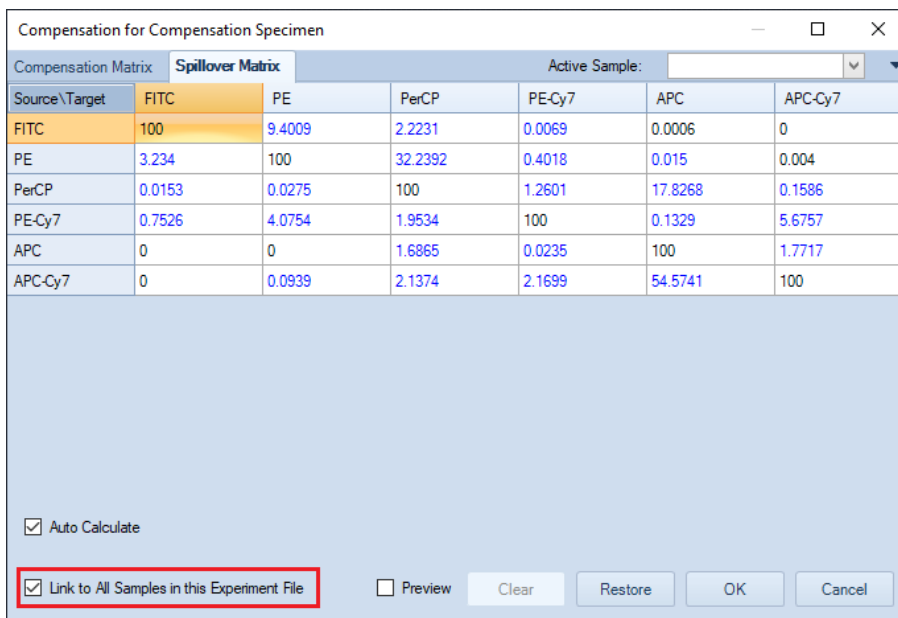 Compensation for Compensation Specimen
Compensation Matrix Spillover Matrix Active Sample:
Source\Target FITC PE PerCP PE-Cy7 APC APC-Cy7
FITC 100 9.4009 2.2231 0.0069 0.0006 0
PE 3.234 100 32.2392 0.4018 0.015 0.004
PerCP 0.0153 0.0275 100 1.2601 17.8268 0.1586
PE-Cy7 0.7526 4.0754 1.9534 100 0.1329 5.6757
APC 0 0 1.6865 0.0235 100 1.7717
APC-Cy7 0 0.0939 2.1374 2.1699 54.5741 100
Auto Calculate
Link to All Samples in this Experiment File Preview Clear Restore OK Cancel